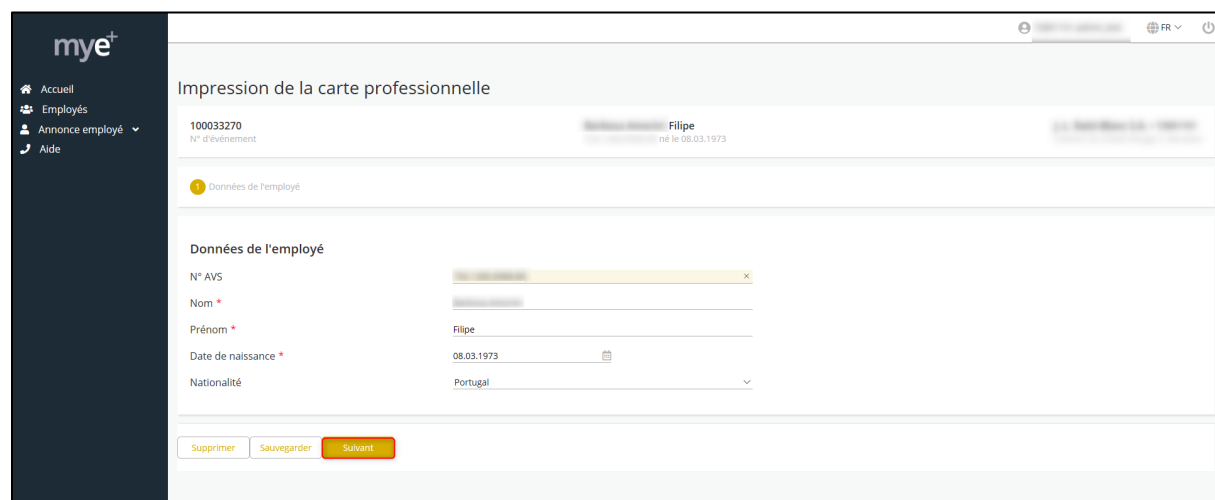 mye+
FR
Accueil
Employés
Annonce employé
Aide
Impression de la carte professionnelle
100033270
N° d'événement
Filipe
né le 08.03.1973
1 Données de l'employé
Données de l'employé
N° AVS
Nom *
Prénom * Filipe
Date de naissance * 08.03.1973
Nationalité Portugal
Supprimer Sauvegarder Suivant